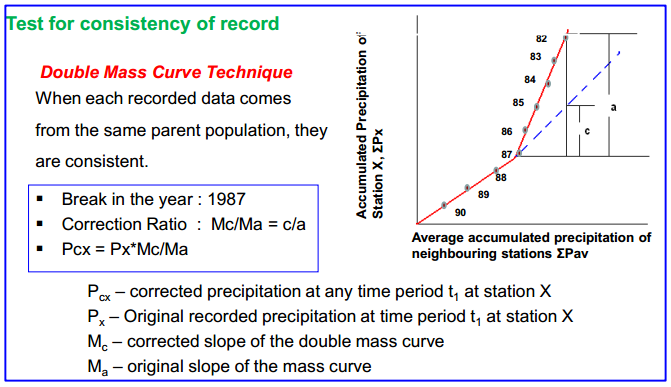 Test for consistency of record
Double Mass Curve Technique
When each recorded data comes
from the same parent population, they
are consistent.
▪ Break in the year : 1987
▪ Correction Ratio : Mc/Ma = c/a
▪ Pcx = Px*Mc/Ma
Accumulated Precipitation of
Station X, ΣPx
82
83
84
85
86
87
88
89
90
a
c
Average accumulated precipitation of
neighbouring stations ΣPav
Pcx – corrected precipitation at any time period t1 at station X
Px – Original recorded precipitation at time period t1 at station X
Mc – corrected slope of the double mass curve
Ma – original slope of the mass curve